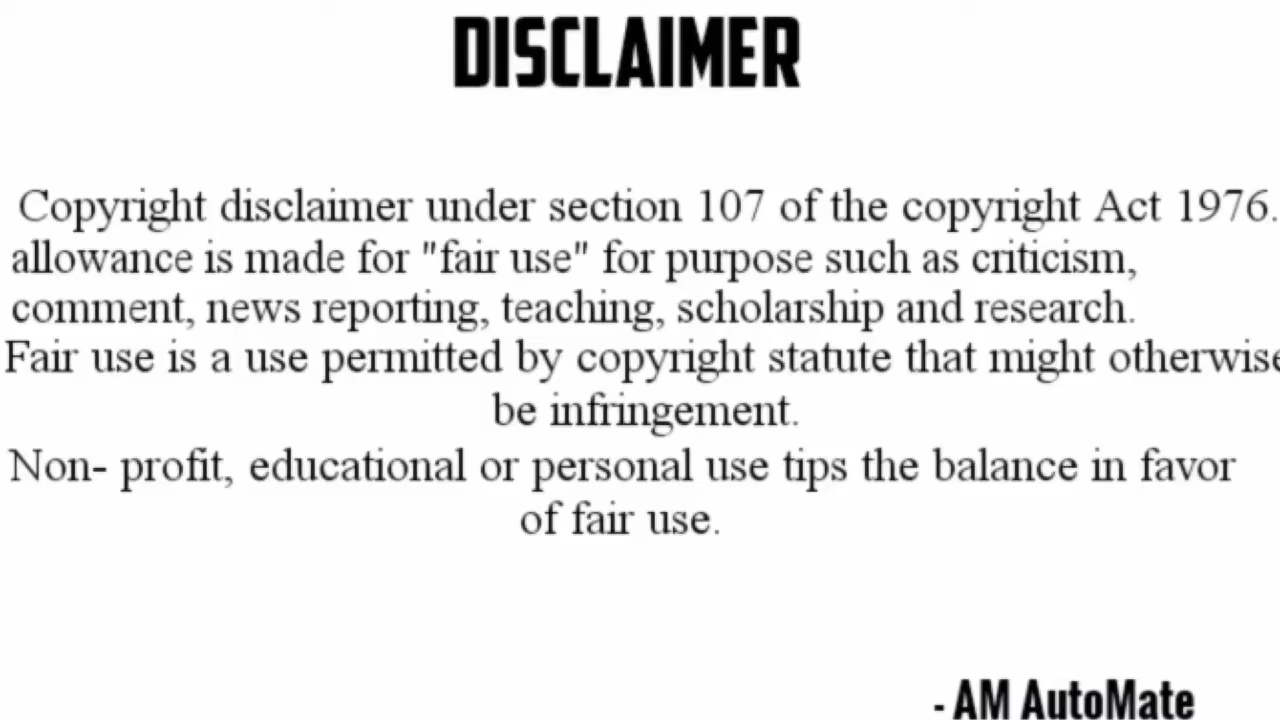 DISCLAIMER
Copyright disclaimer under section 107 of the copyright Act 1976.
allowance is made for "fair use" for purpose such as criticism,
comment, news reporting, teaching, scholarship and research.
Fair use is a use permitted by copyright statute that might otherwise
be infringement.
Non- profit, educational or personal use tips the balance in favor
of fair use.
- AM AutoMate